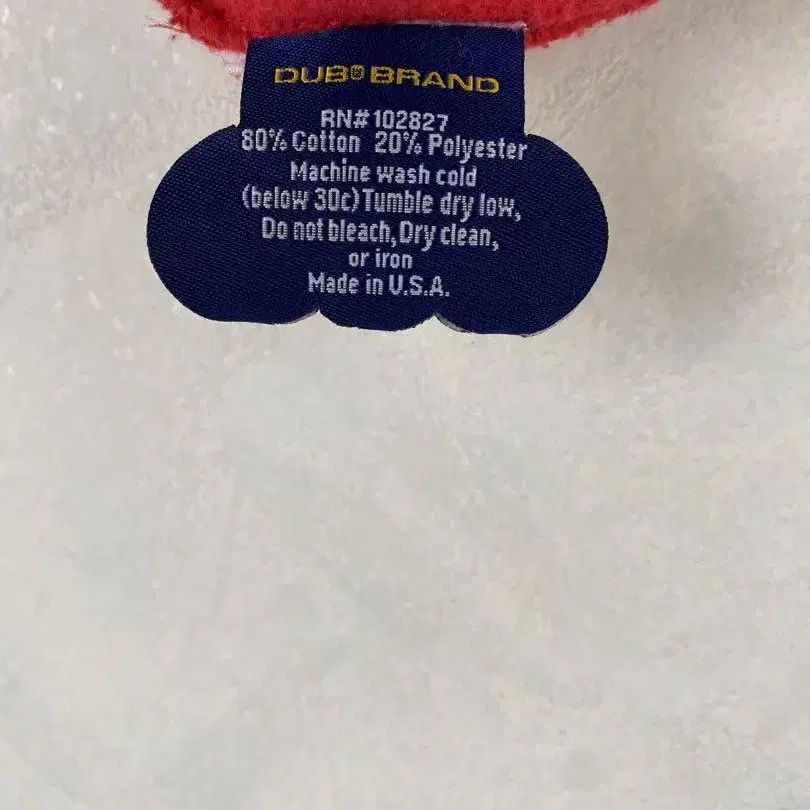 DUB® BRAND
RN#102827
80% Cotton 20% Polyester
Machine wash cold
(below 30c)Tumble dry low,
Do not bleach,Dry clean,
or iron
Made in U.S.A.